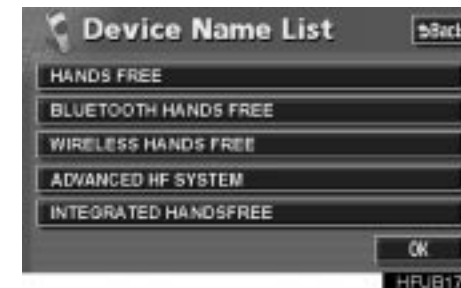 Device Name List
Back
HANDS FREE
BLUETOOTH HANDS FREE
WIRELESS HANDS FREE
ADVANCED HF SYSTEM
INTEGRATED HANDSFREE
OK
HFUB17